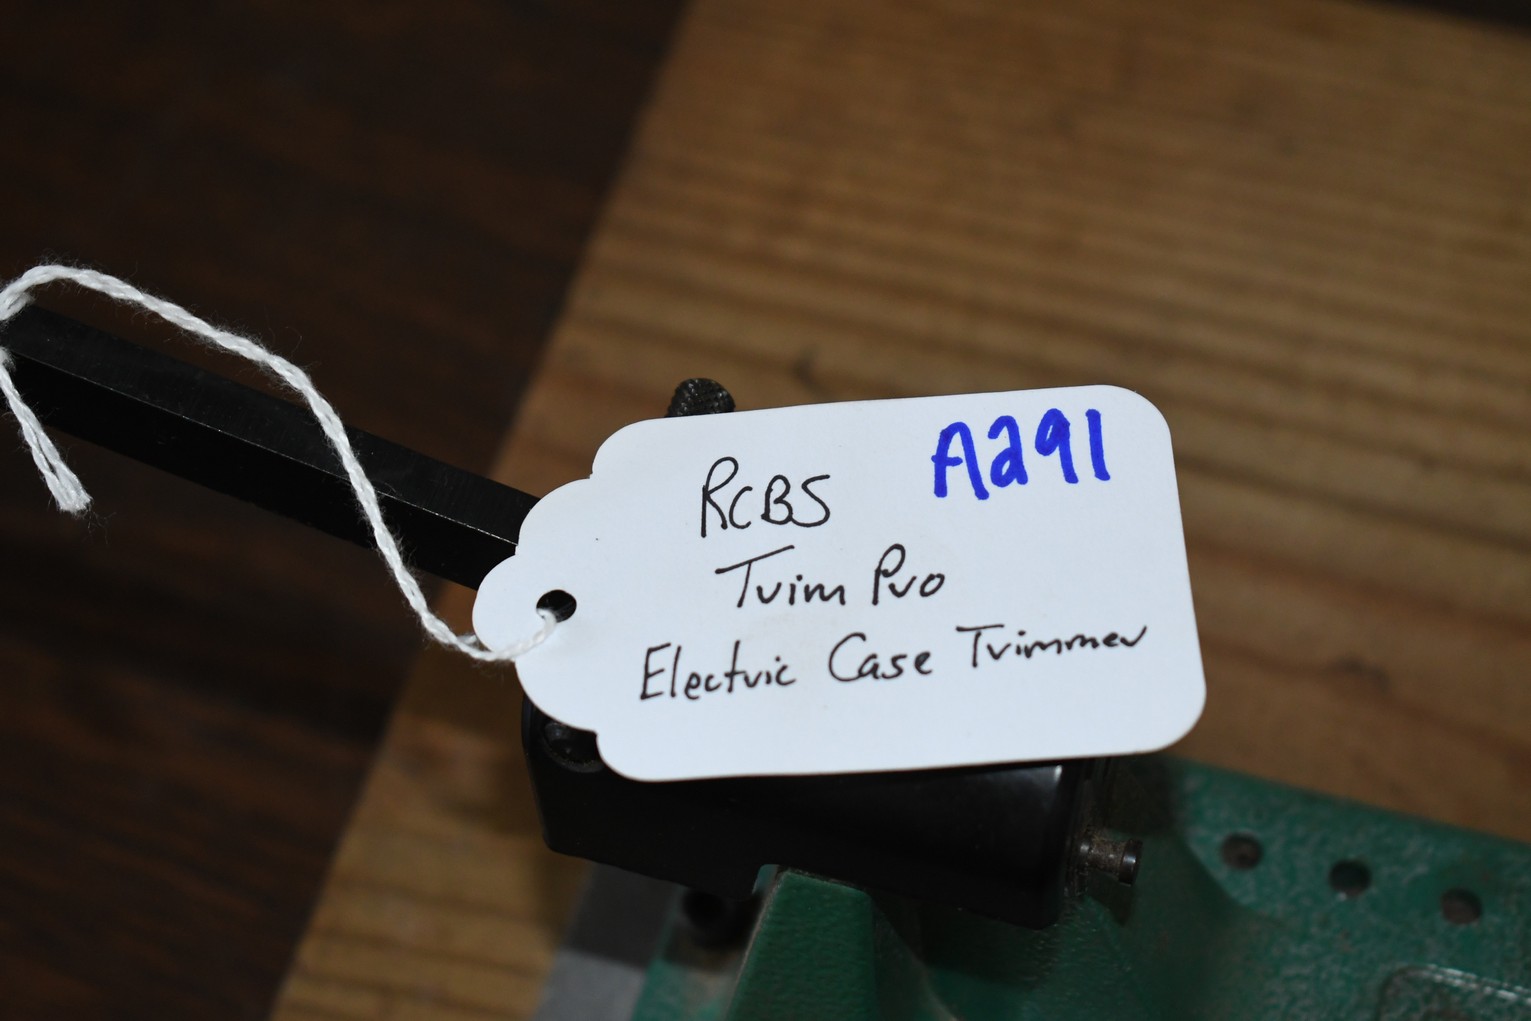 A291
RCBS
Trim Pro
Electric Case Trimmer